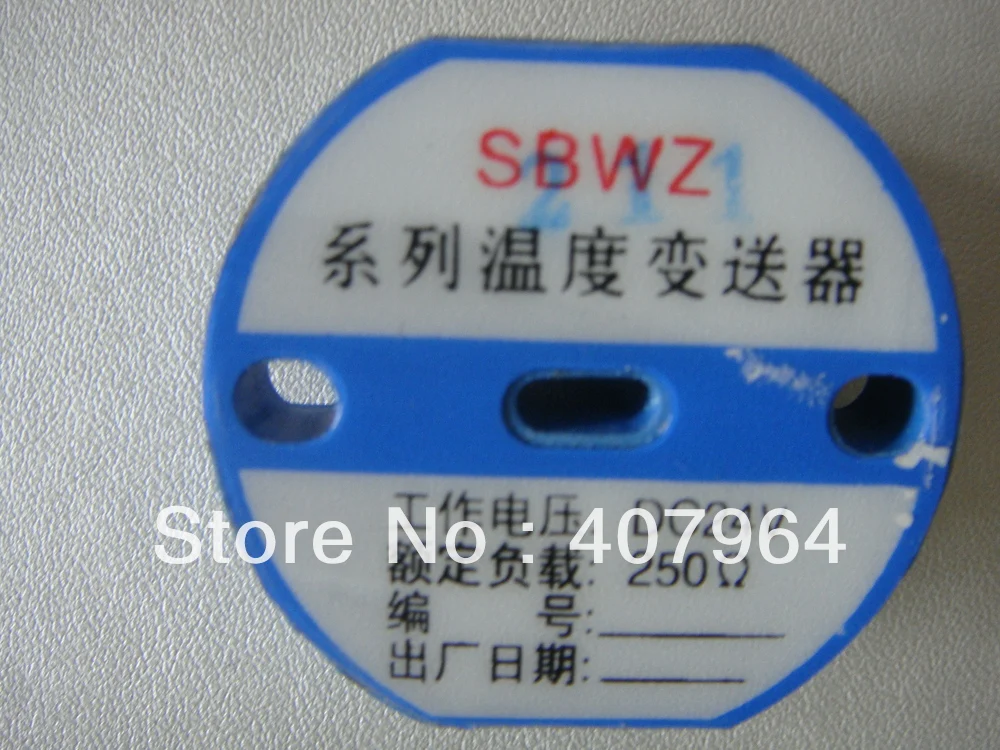 SBWZ
211
系列温度变送器
工作电压: DC24V
Store No : 407964
额定负载: 250Ω
编 号:
出厂日期: